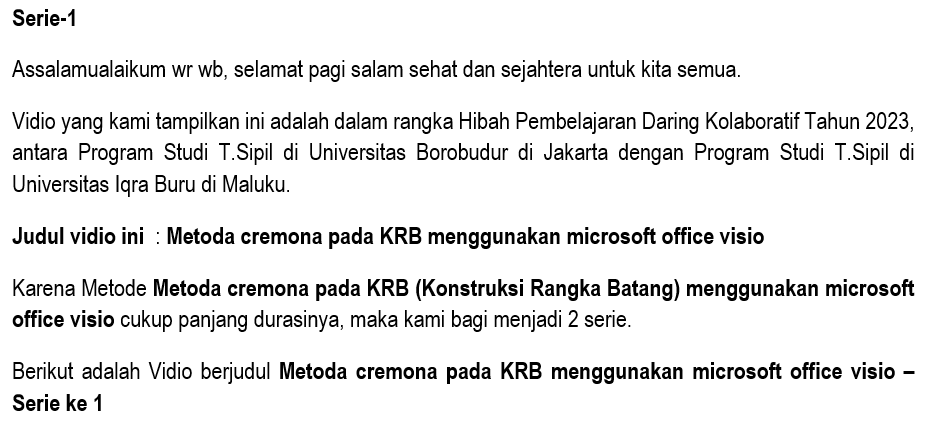 Serie-1
Assalamualaikum wr wb, selamat pagi salam sehat dan sejahtera untuk kita semua.
Vidio yang kami tampilkan ini adalah dalam rangka Hibah Pembelajaran Daring Kolaboratif Tahun 2023,
antara Program Studi T.Sipil di Universitas Borobudur di Jakarta dengan Program Studi T.Sipil di
Universitas Iqra Buru di Maluku.
Judul vidio ini : Metoda cremona pada KRB menggunakan microsoft office visio
Karena Metode Metoda cremona pada KRB (Konstruksi Rangka Batang) menggunakan microsoft
office visio cukup panjang durasinya, maka kami bagi menjadi 2 serie.
Berikut adalah Vidio berjudul Metoda cremona pada KRB menggunakan microsoft office visio –
Serie ke 1